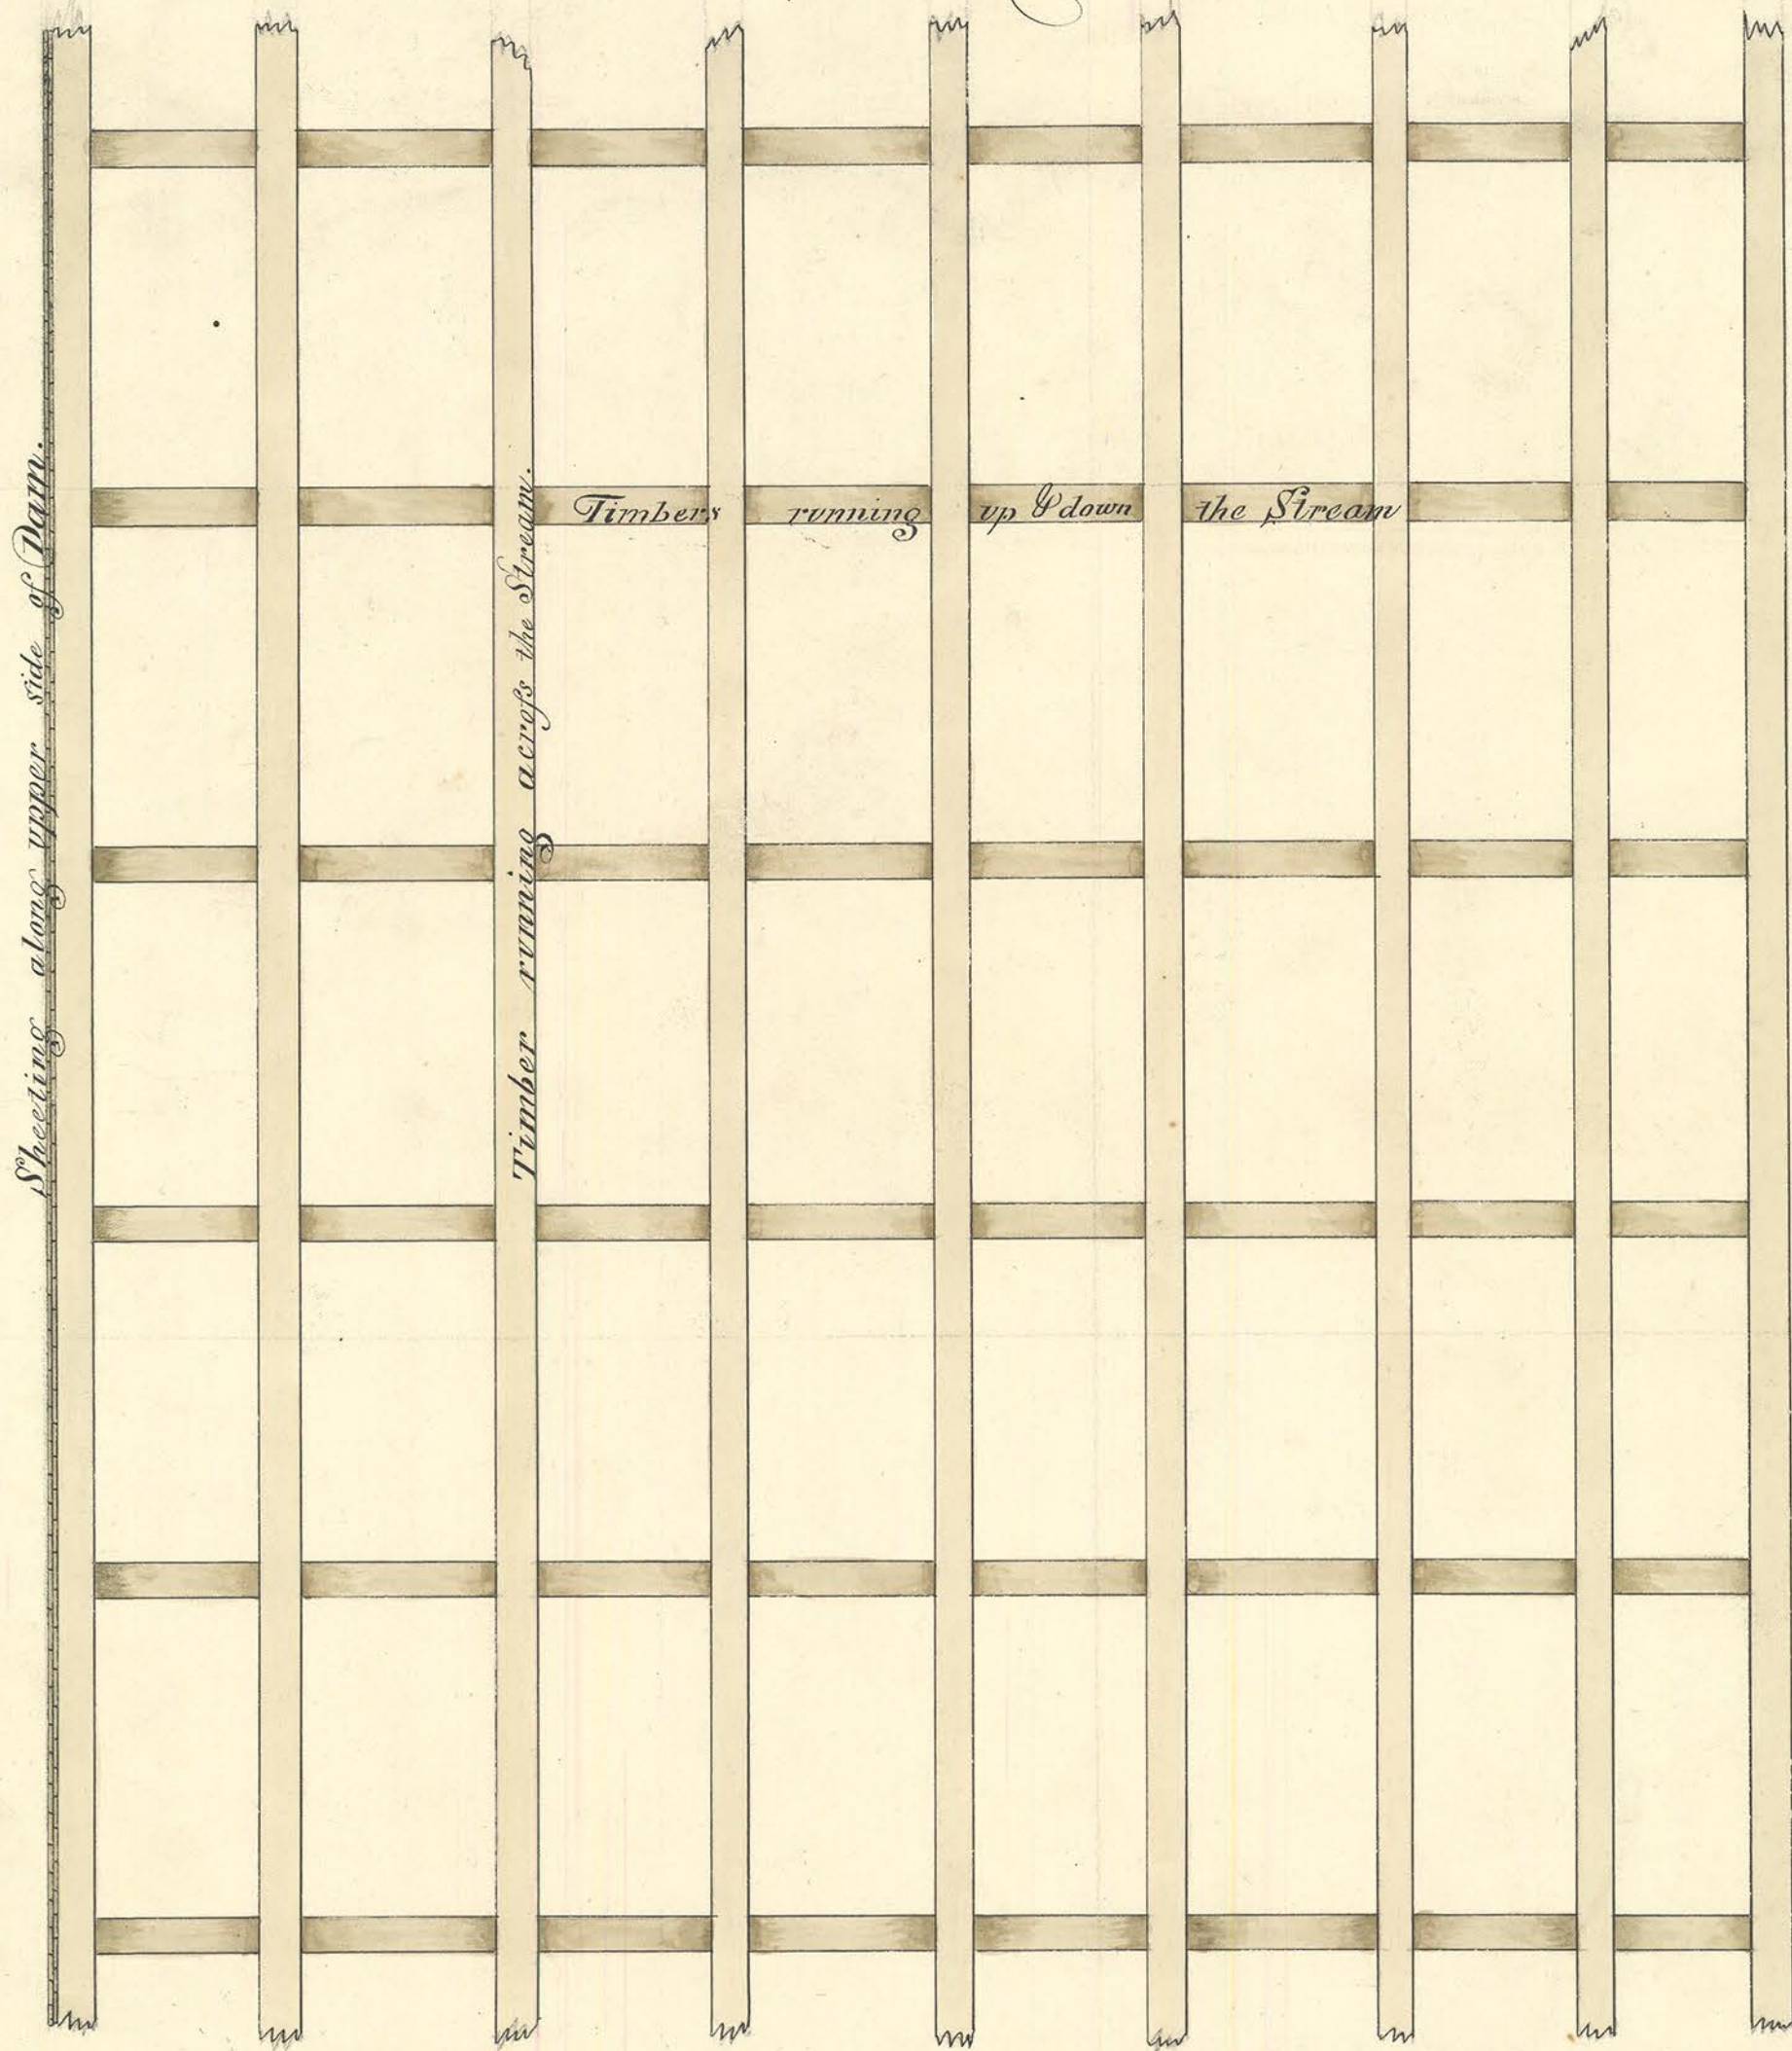 Sheeting along upper side of Dam.
Timber running acroſs the Stream.
Timbers running up & down the Stream